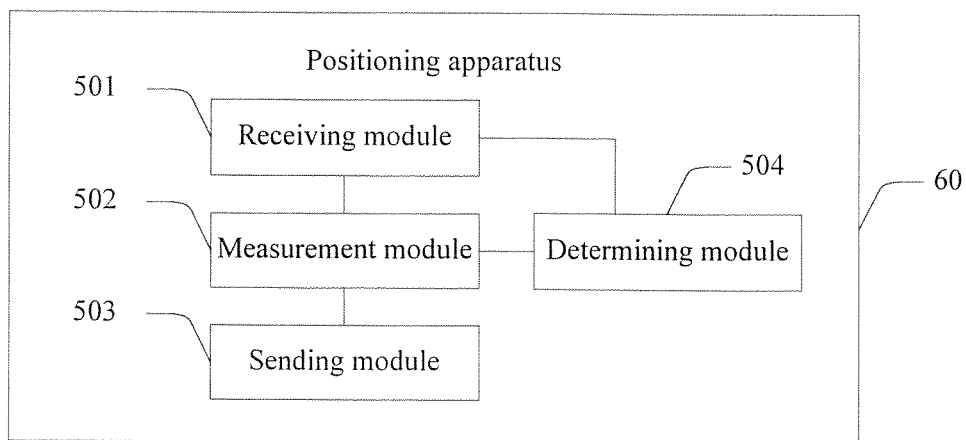 Positioning apparatus
501
Receiving module
504
60
502
Measurement module
Determining module
503
Sending module